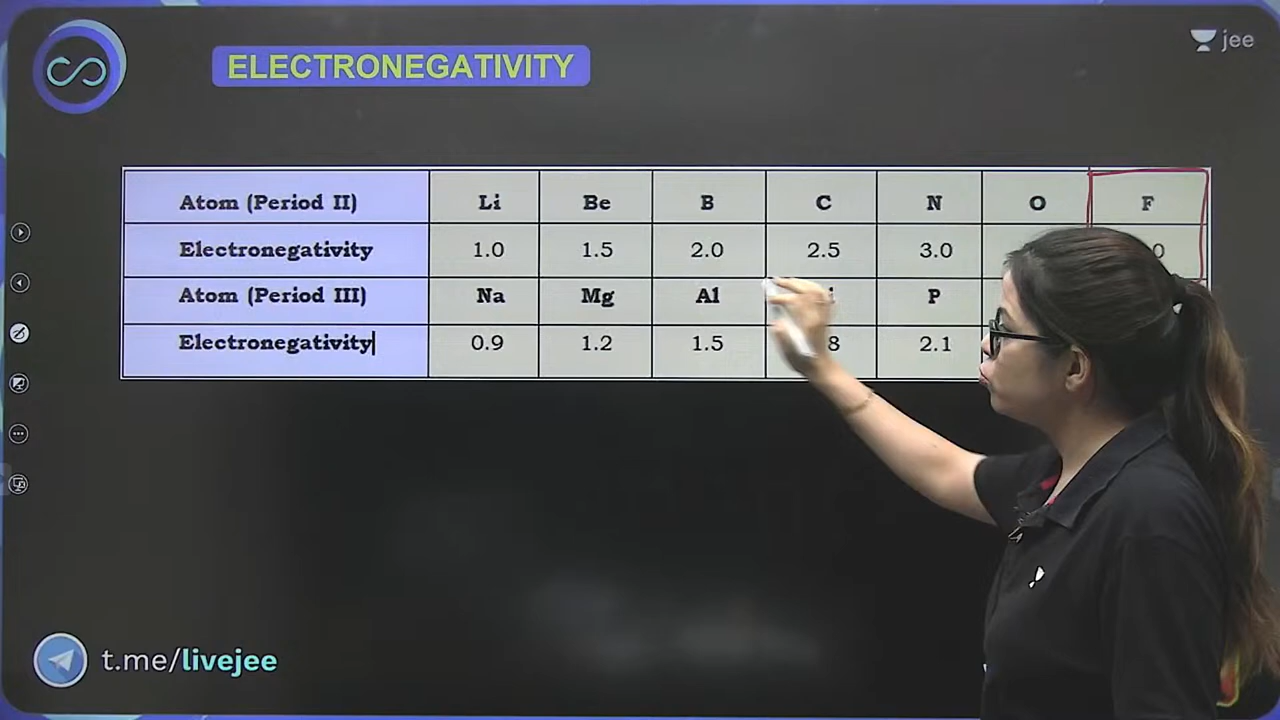 jee
ELECTRONEGATIVITY
Atom (Period II) Li Be B C N O F
Electronegativity 1.0 1.5 2.0 2.5 3.0
Atom (Period III) Na Mg Al P
Electronegativity 0.9 1.2 1.5 2.1
t.me/livejee